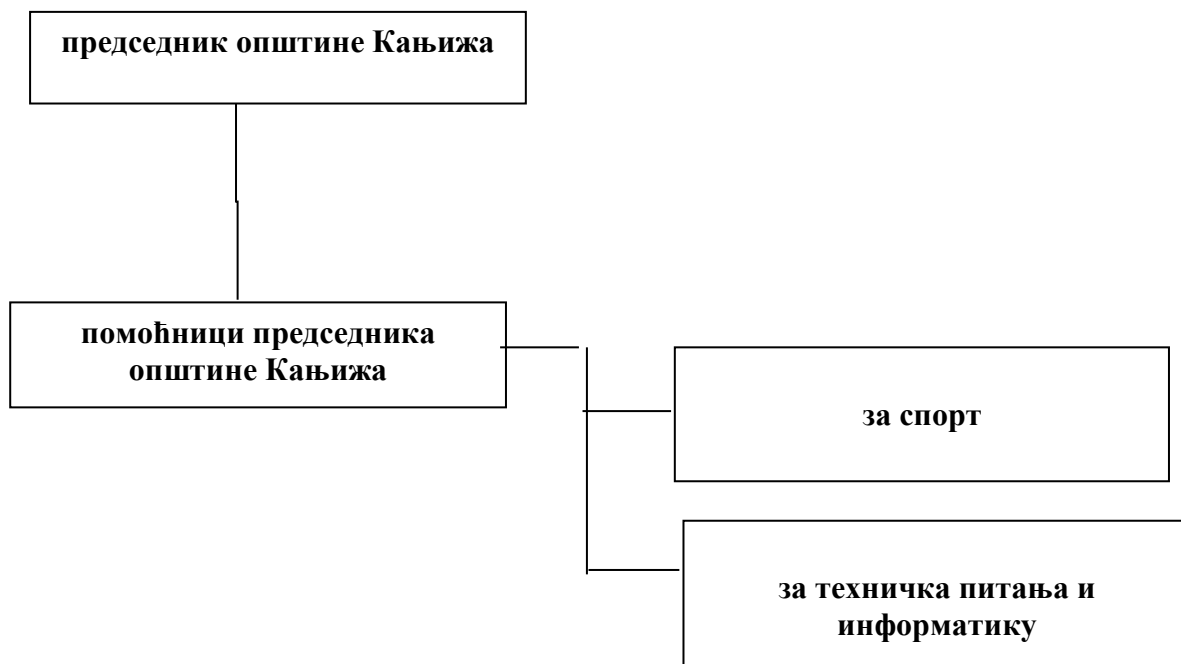 председник општине Кањижа
помоћници председника
општине Кањижа
за спорт
за техничка питања и
информатику